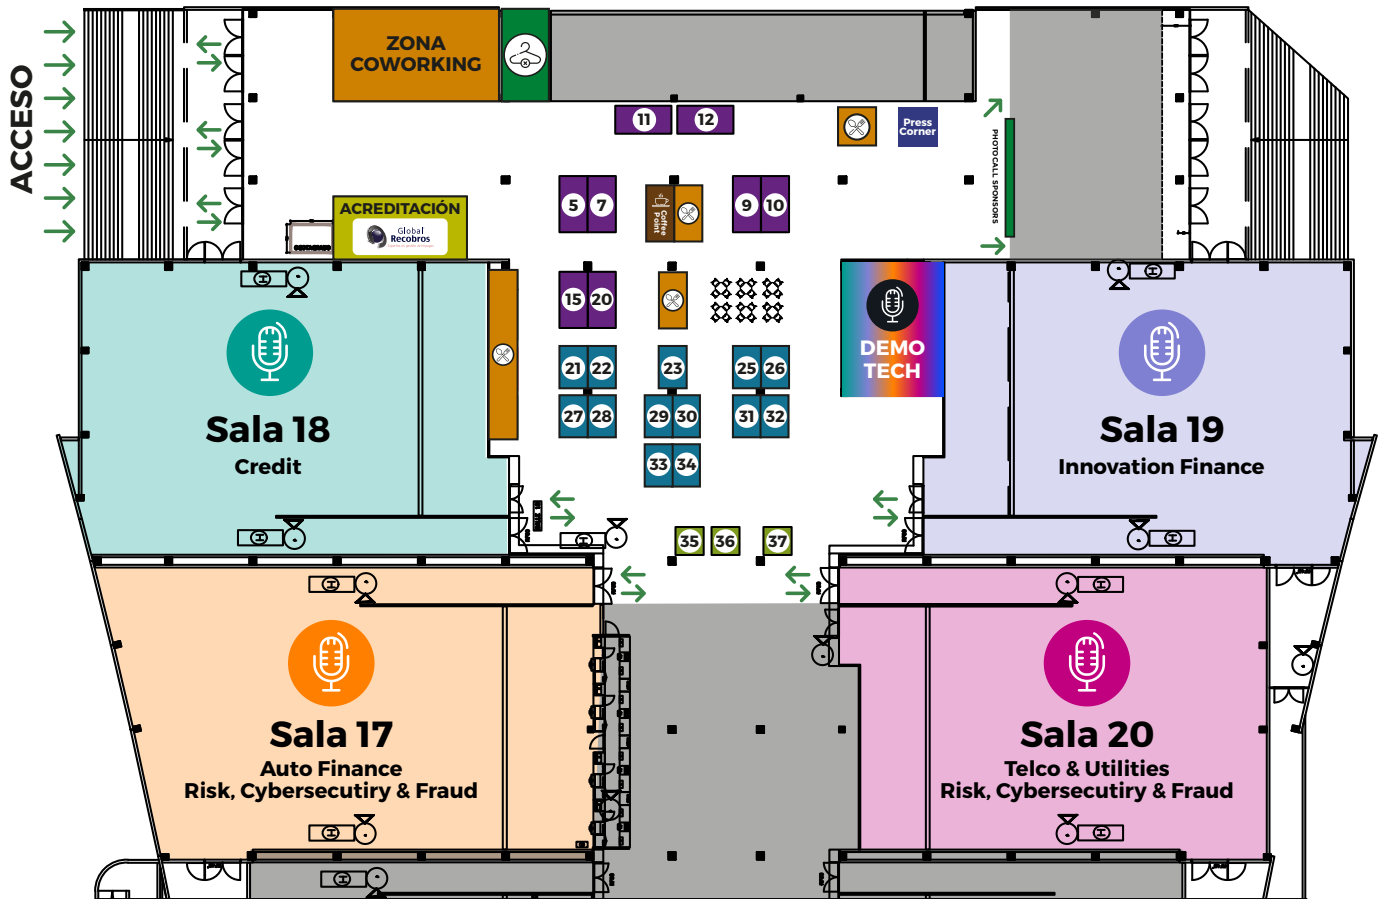 ACCESO
ZONA
COWORKING
11
12
Press
Corner
PHOTOCALL SPONSORS
5
7
Coffee
Point
9
10
ACREDITACIÓN
Global
Recobros
15
20
DEMO
TECH
21
22
23
25
26
27
28
29
30
31
32
33
34
35
36
37
Sala 18
Credit
Sala 19
Innovation Finance
Sala 17
Auto Finance
Risk, Cybersecutiry & Fraud
Sala 20
Telco & Utilities
Risk, Cybersecutiry & Fraud